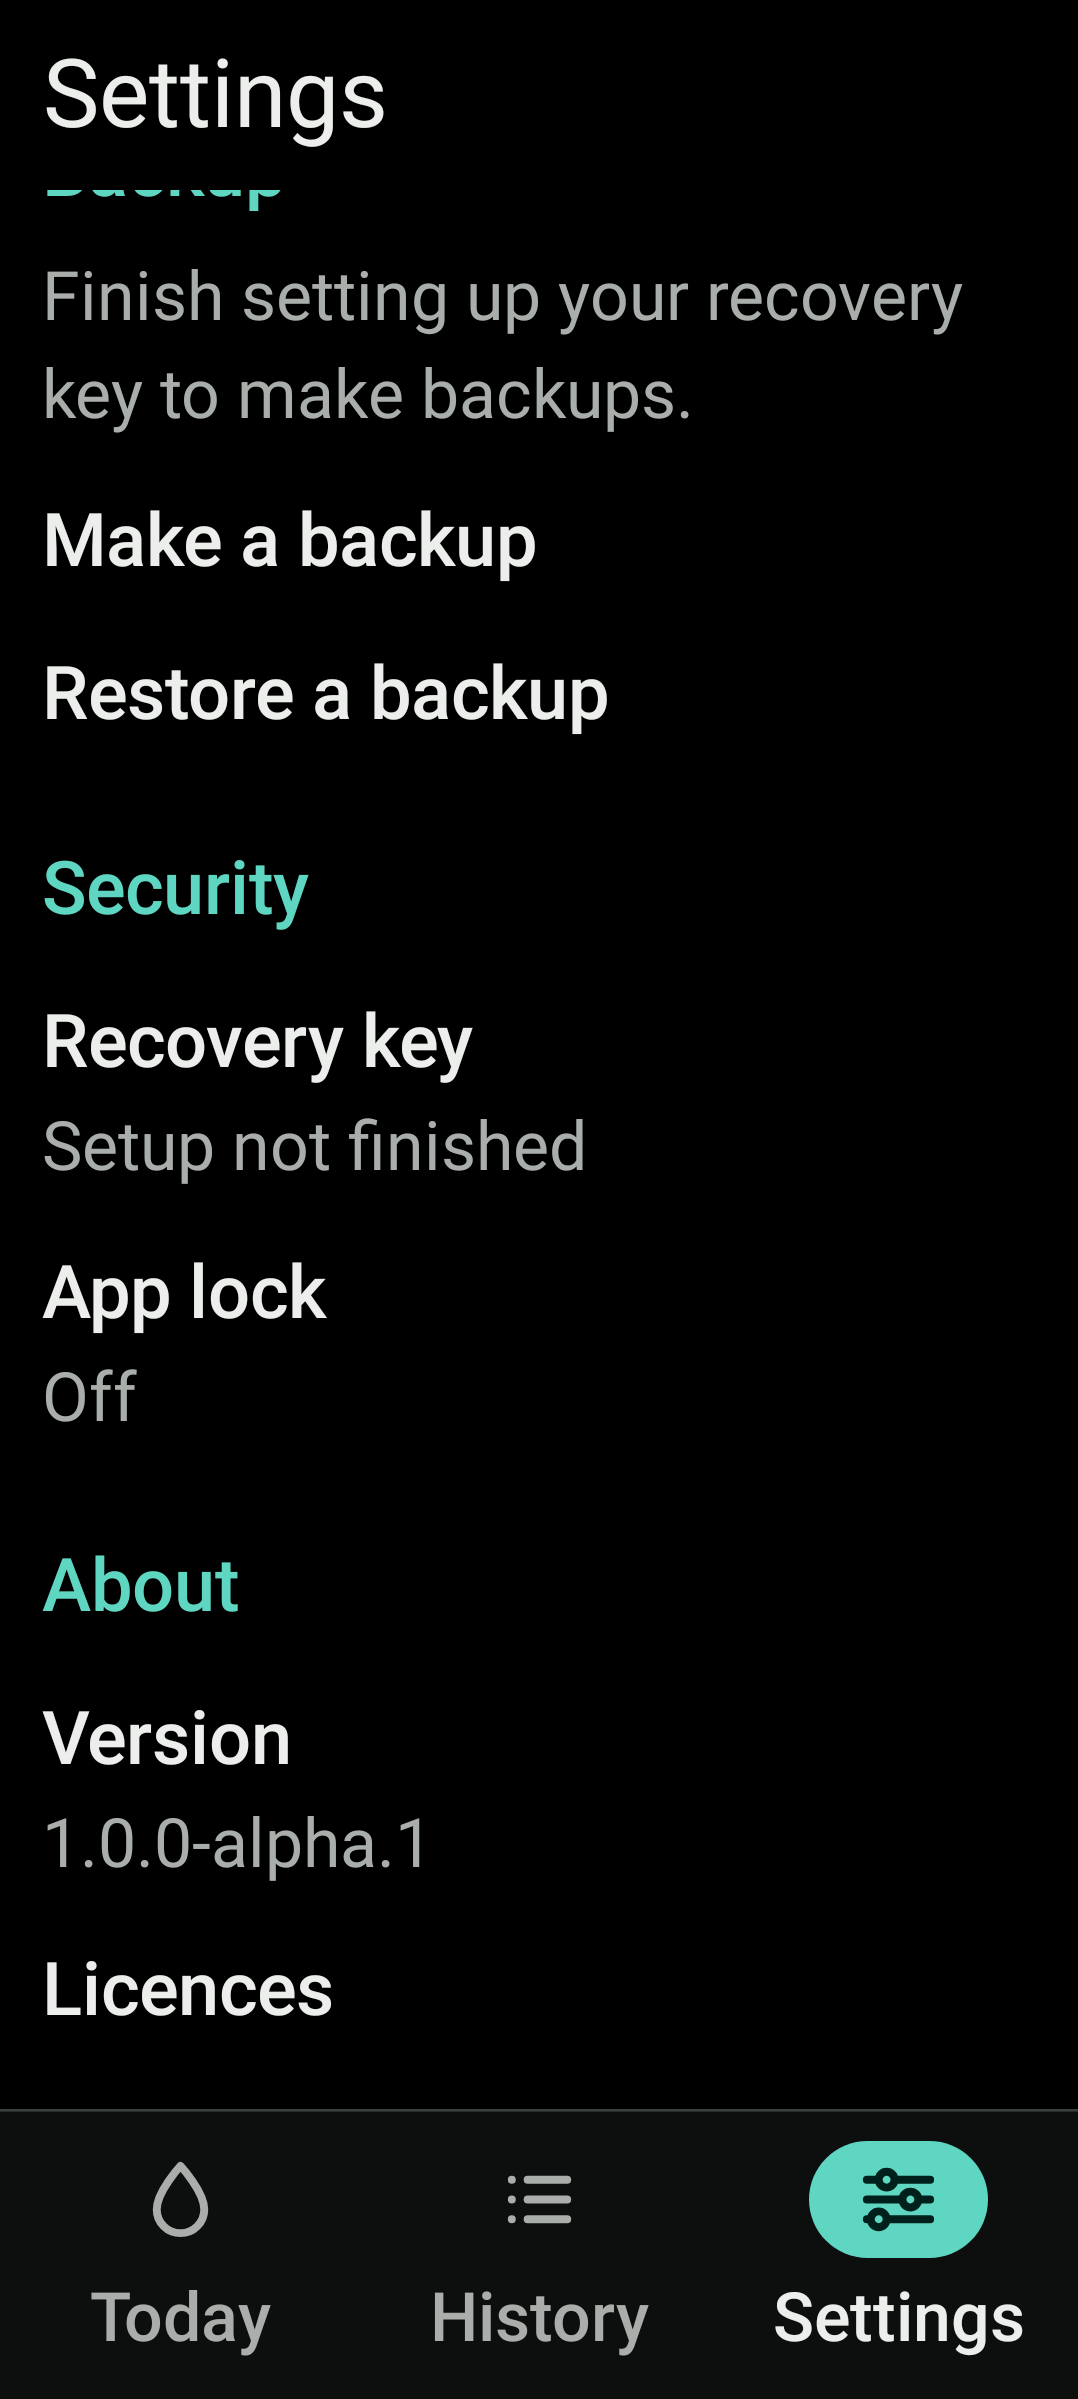 Settings
Backup
Finish setting up your recovery
key to make backups.
Make a backup
Restore a backup
Security
Recovery key
Setup not finished
App lock
Off
About
Version
1.0.0-alpha.1
Licences
Today
History
Settings